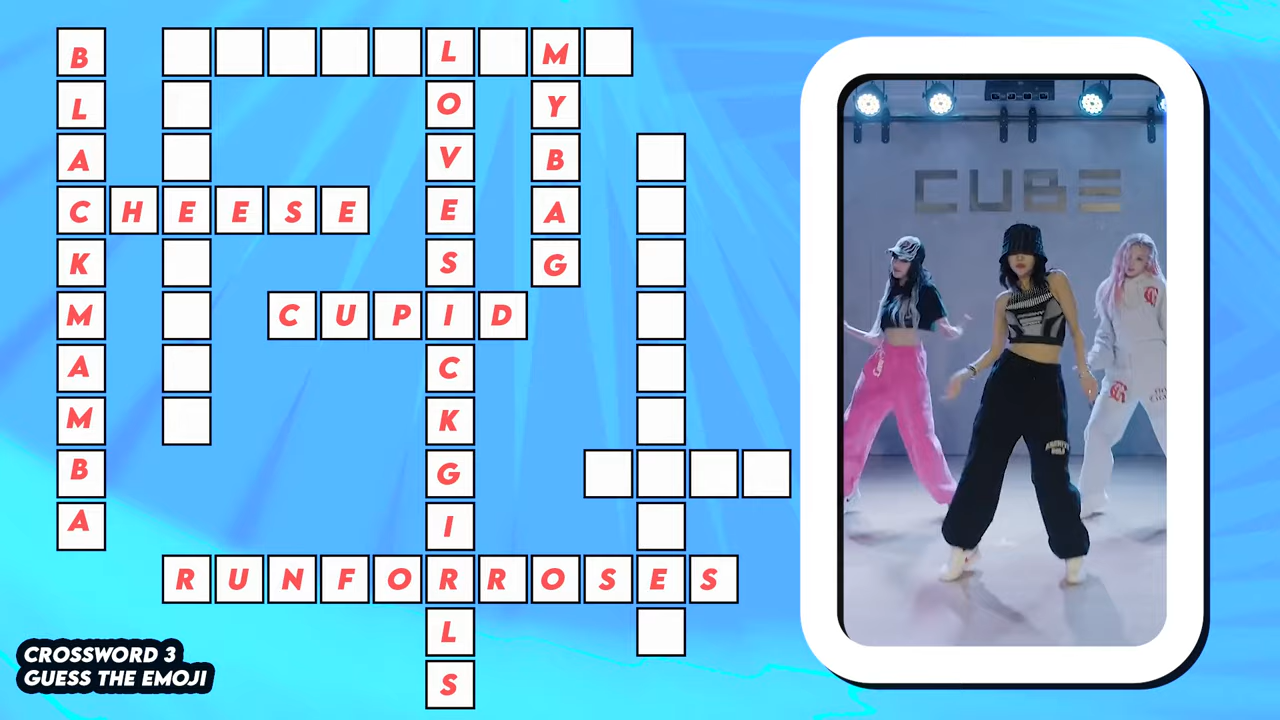 BLACKMAMBA
LOVESICKGIRLS
MYBAG
CHEESE
CUPID
RUNFORROSES
CUBE
CROSSWORD 3
GUESS THE EMOJI